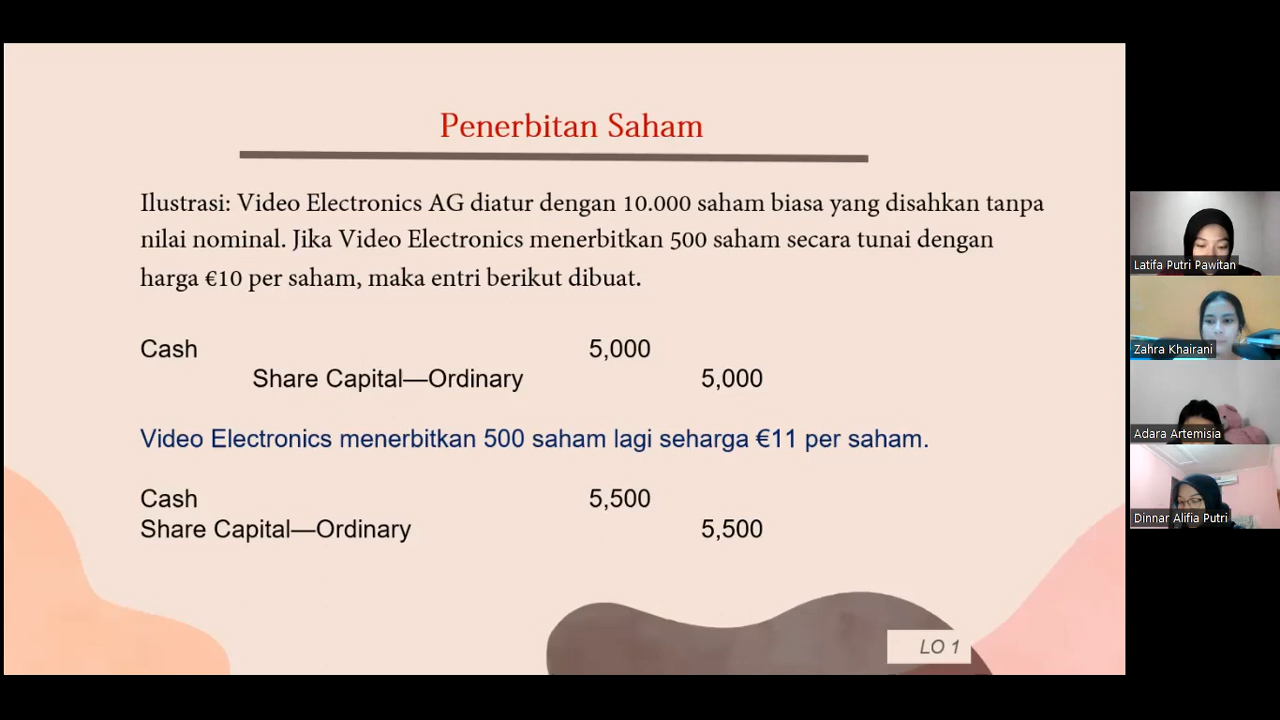 Penerbitan Saham
Ilustrasi: Video Electronics AG diatur dengan 10.000 saham biasa yang disahkan tanpa
nilai nominal. Jika Video Electronics menerbitkan 500 saham secara tunai dengan
harga €10 per saham, maka entri berikut dibuat.
Cash 5,000
Share Capital—Ordinary 5,000
Video Electronics menerbitkan 500 saham lagi seharga €11 per saham.
Cash 5,500
Share Capital—Ordinary 5,500
LO 1
Latifa Putri Pawitan
Zahra Khairani
Adara Artemisia
Dinnar Alifia Putri